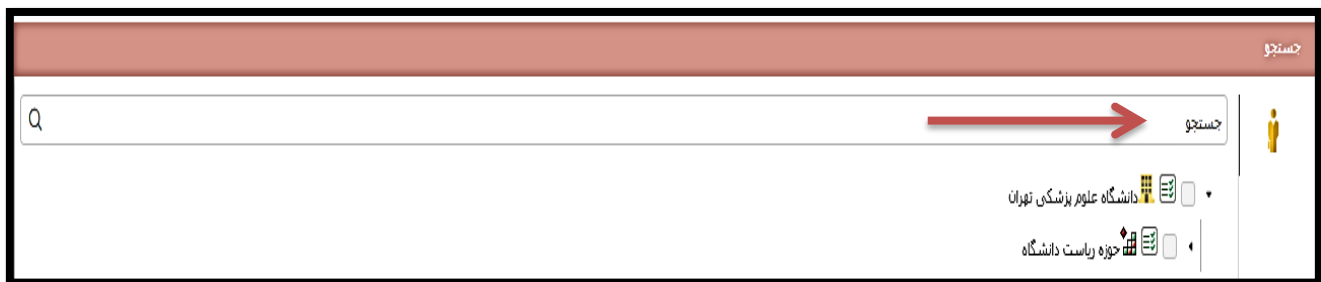 جستجو
جستجو
دانشگاه علوم پزشکی تهران
حوزه ریاست دانشگاه